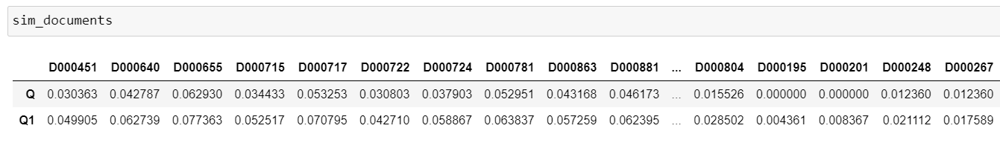 sim_documents
D000451 D000640 D000655 D000715 D000717 D000722 D000724 D000781 D000863 D000881 ... D000804 D000195 D000201 D000248 D000267
Q 0.030363 0.042787 0.062930 0.034433 0.053253 0.030803 0.037903 0.052951 0.043168 0.046173 ... 0.015526 0.000000 0.000000 0.012360 0.012360
Q1 0.049905 0.062739 0.077363 0.052517 0.070795 0.042710 0.058867 0.063837 0.057259 0.062395 ... 0.028502 0.004361 0.008367 0.021112 0.017589